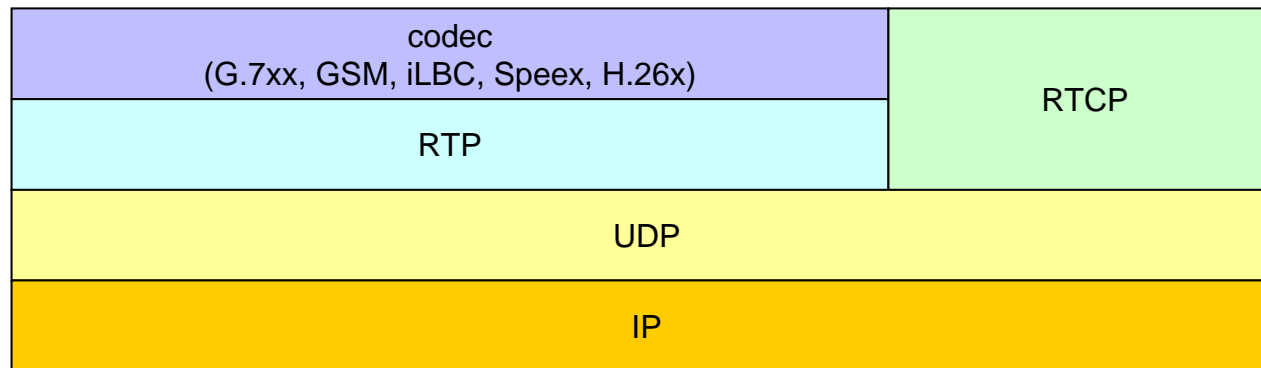 codec
(G.7xx, GSM, iLBC, Speex, H.26x)
RTCP
RTP
UDP
IP